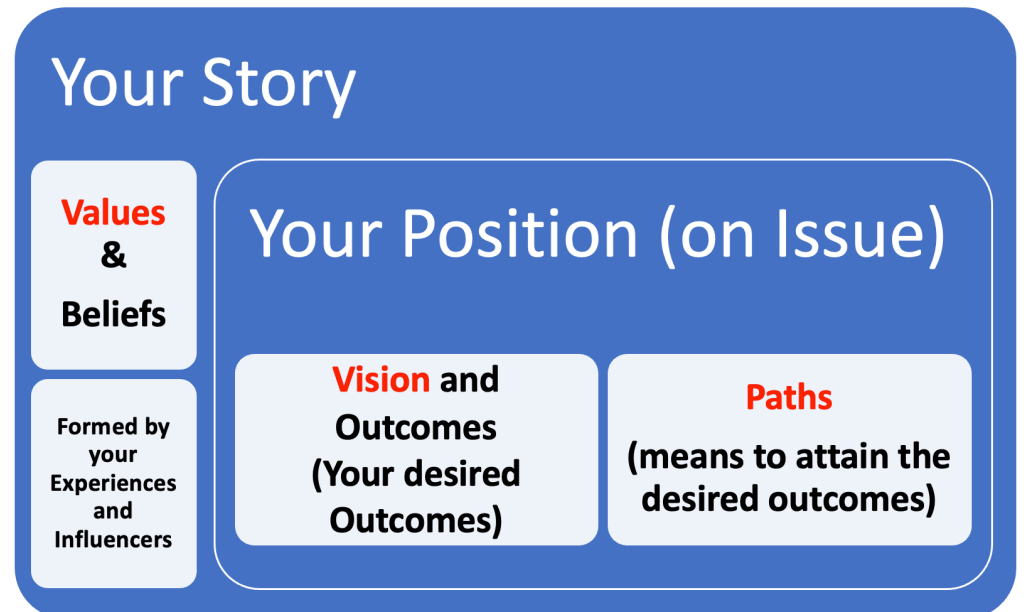 Your Story
Values
&
Beliefs
Formed by
your
Experiences
and
Influencers
Your Position (on Issue)
Vision and
Outcomes
(Your desired
Outcomes)
Paths
(means to attain the
desired outcomes)